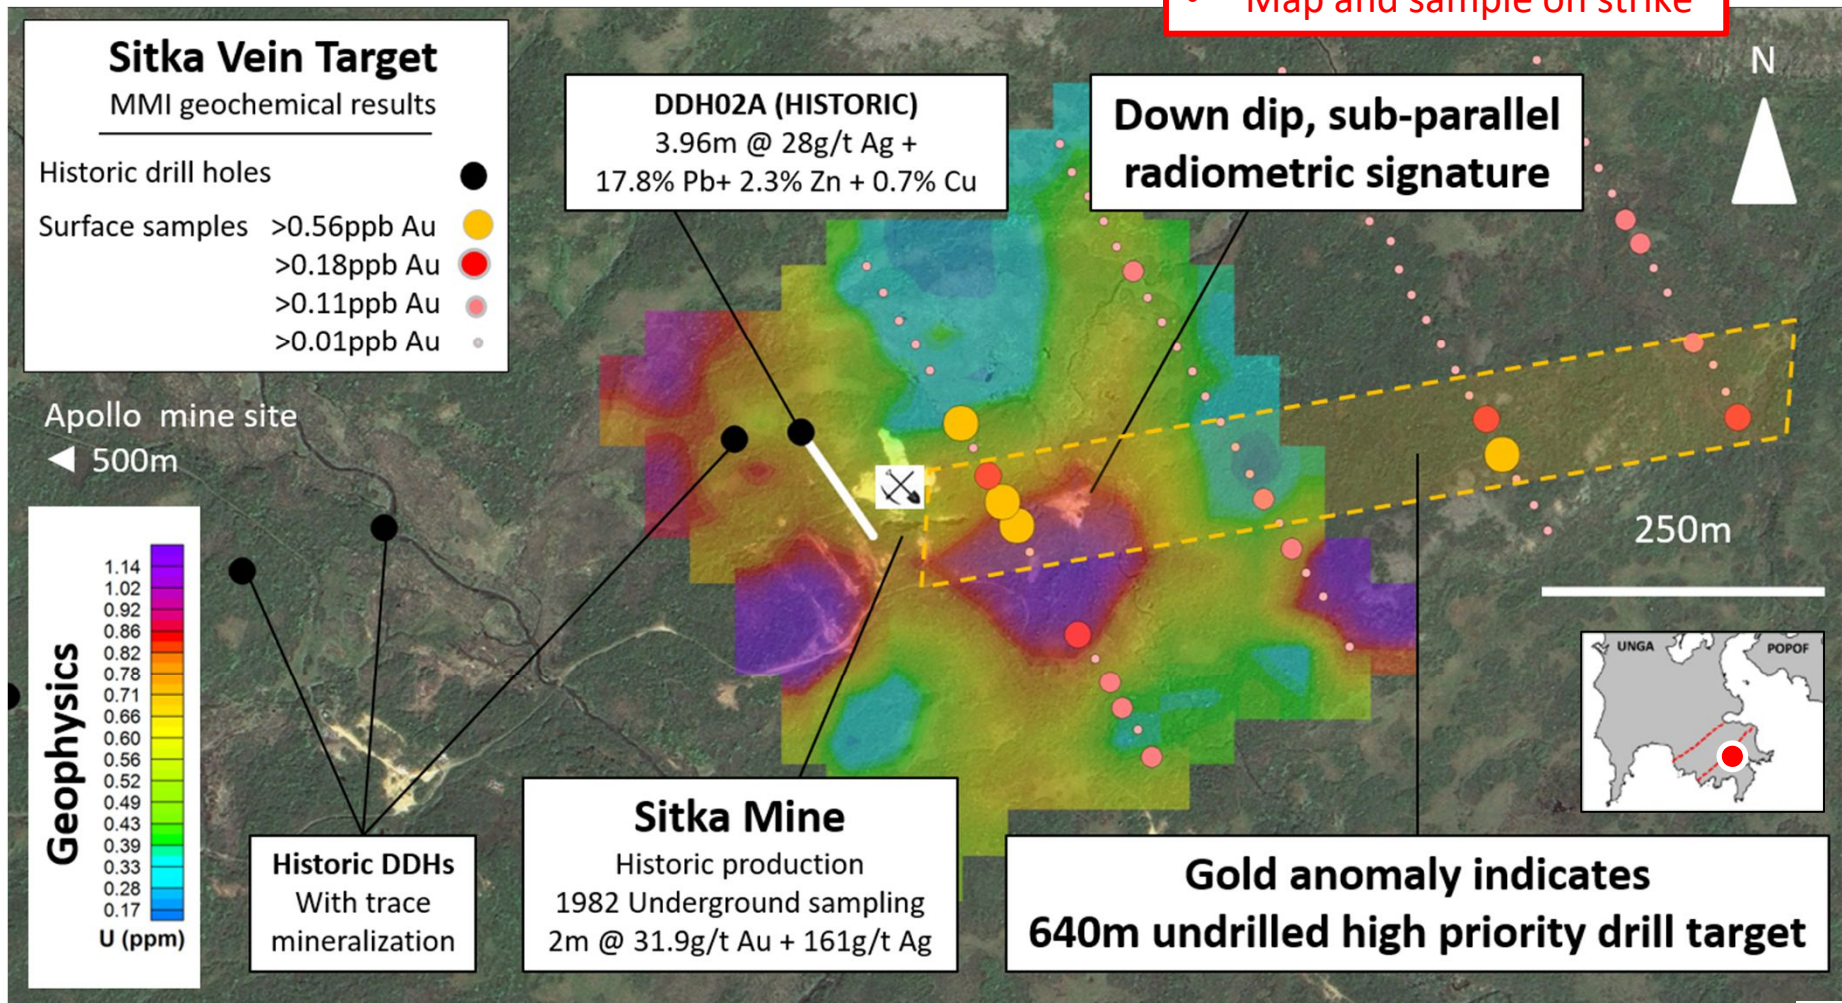 • Map and sample on strike
Sitka Vein Target
MMI geochemical results
Historic drill holes
Surface samples >0.56ppb Au
>0.18ppb Au
>0.11ppb Au
>0.01ppb Au
DDH02A (HISTORIC)
3.96m @ 28g/t Ag +
17.8% Pb+ 2.3% Zn + 0.7% Cu
Down dip, sub-parallel
radiometric signature
N
Apollo mine site
500m
250m
Geophysics
1.14
1.02
0.92
0.86
0.82
0.78
0.71
0.66
0.60
0.56
0.52
0.49
0.43
0.39
0.33
0.28
0.17
U (ppm)
UNGA
POPOF
Historic DDHs
With trace
mineralization
Sitka Mine
Historic production
1982 Underground sampling
2m @ 31.9g/t Au + 161g/t Ag
Gold anomaly indicates
640m undrilled high priority drill target